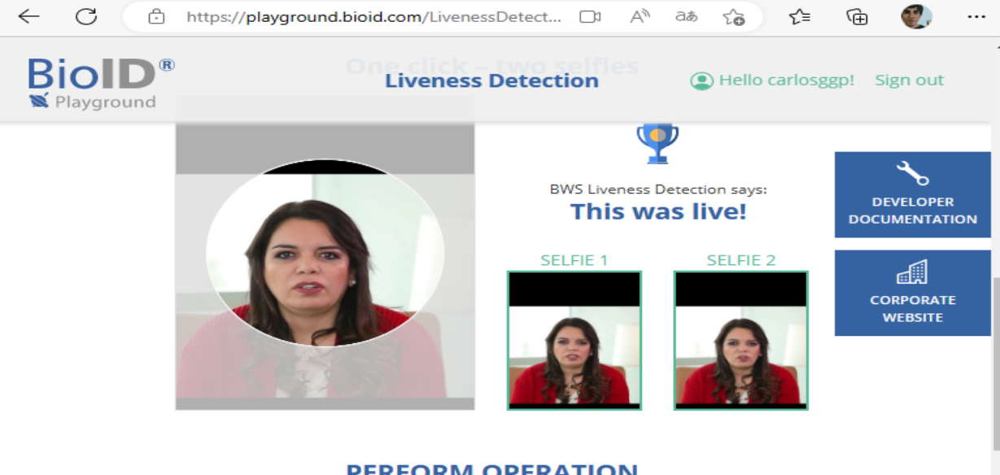 https://playground.bioid.com/LivenessDetect...
BioID®
Playground
One click – two selfies
Liveness Detection
Hello carlosggp!
Sign out
BWS Liveness Detection says:
This was live!
SELFIE 1
SELFIE 2
DEVELOPER
DOCUMENTATION
CORPORATE
WEBSITE
PERFORM OPERATION